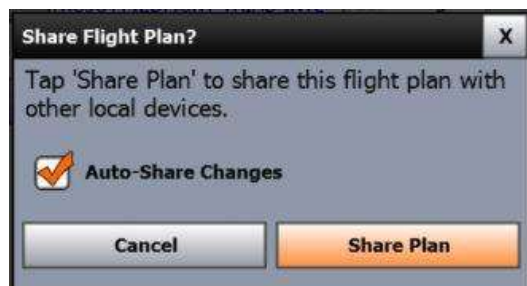 Share Flight Plan?
X
Tap 'Share Plan' to share this flight plan with
other local devices.
Auto-Share Changes
Cancel
Share Plan